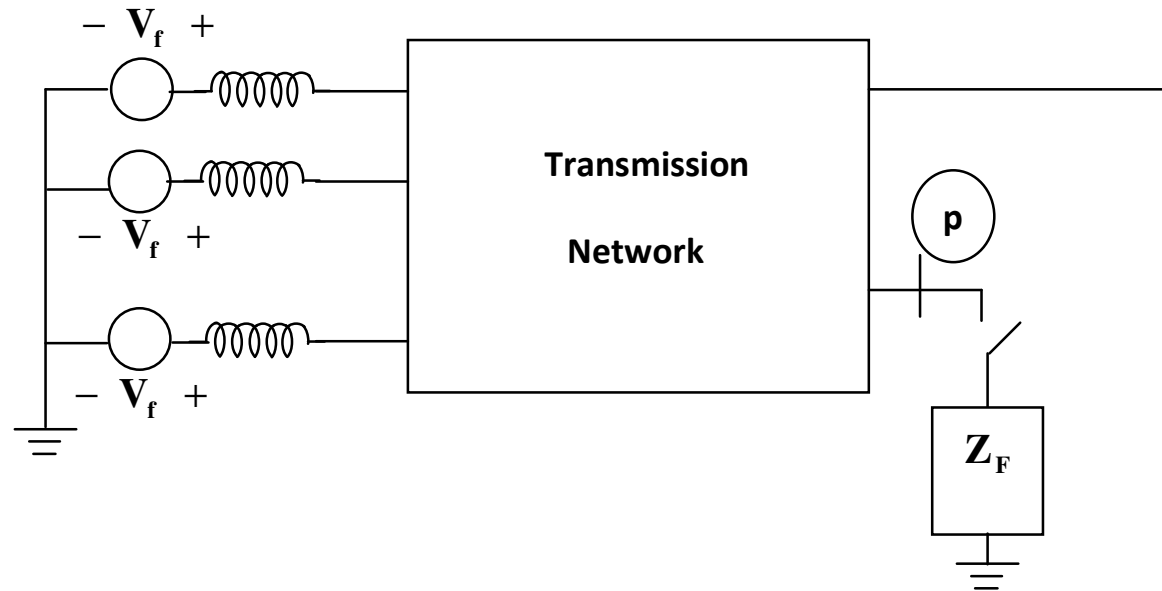 − V_f +
− V_f +
− V_f +
Transmission
Network
p
Z_F